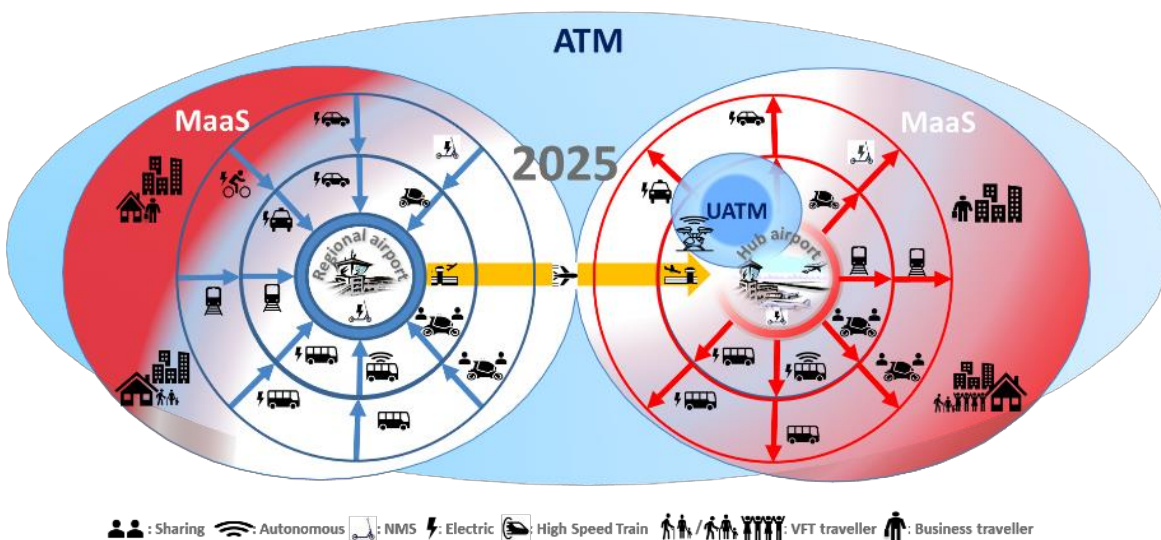 ATM
MaaS
MaaS
2025
UATM
Regional airport
Hub airport
: Sharing
: Autonomous
: NMS
: Electric
: High Speed Train
/
: VFT traveller
: Business traveller